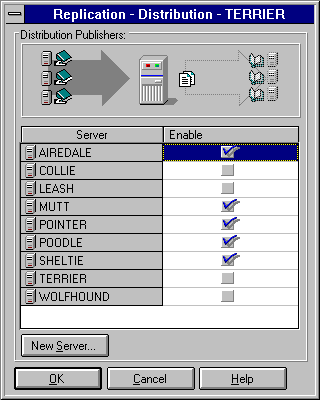 Replication - Distribution - TERRIER
Distribution Publishers:
Server Enable
AIREDALE
COLLIE
LEASH
MUTT
POINTER
POODLE
SHELTIE
TERRIER
WOLFHOUND
New Server...
OK Cancel Help